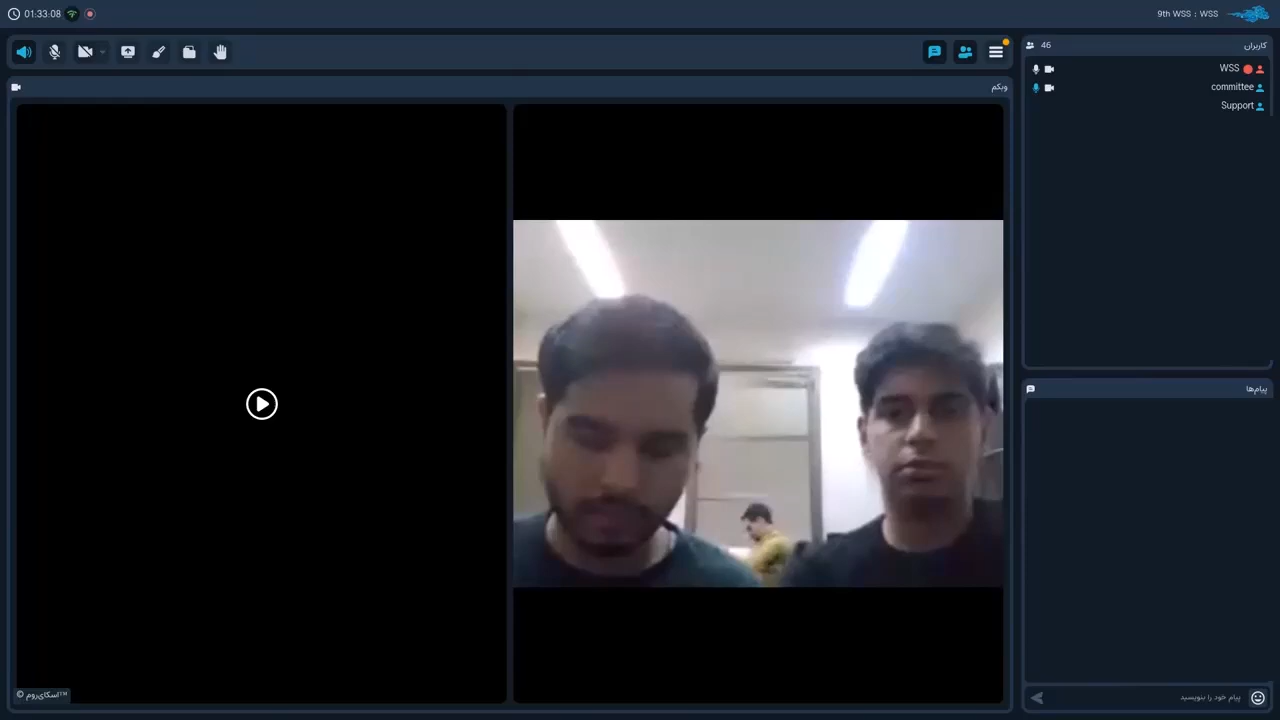 01:33:08
9th WSS : WSS
کاربران
46
WSS
committee
Support
وبکم
اسکای‌روم™ ©
پیام‌ها
پیام خود را بنویسید